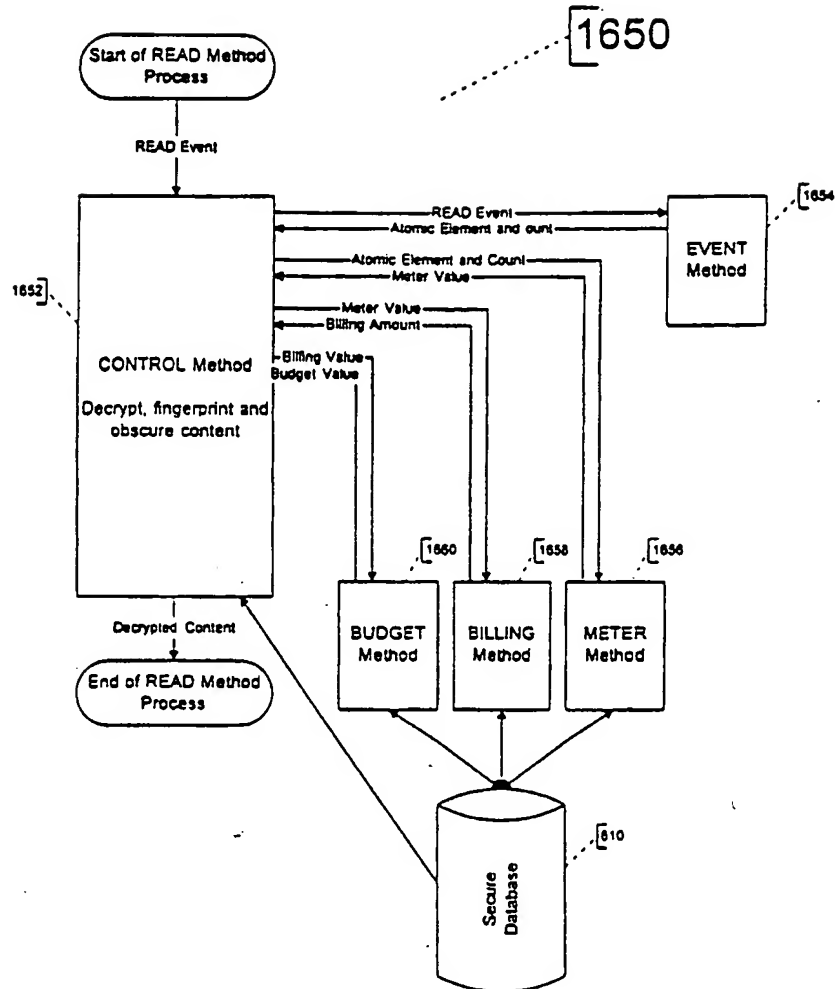 1650
Start of READ Method
Process
READ Event
1654
READ Event
Atomic Element and ount
EVENT
Method
Atomic Element and Count
Meter Value
1652
Meter Value
Billing Amount
CONTROL Method
Decrypt, fingerprint and
obscure content
Billing Value
Budget Value
1660
1658
1656
BUDGET
Method
BILLING
Method
METER
Method
Decrypted Content
End of READ Method
Process
610
Secure
Database